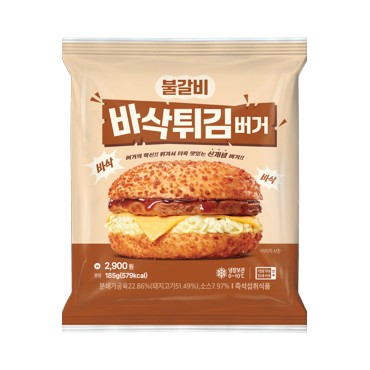 불갈비
바삭튀김버거
버거의 혁신!! 튀겨서 더욱 맛있는 신개념 버거!!
바삭
바삭
2,900원
185g(579kcal)
냉장보관
0~10℃
분쇄가공육22.86%(돼지고기51.49%),소스7.97% | 즉석섭취식품